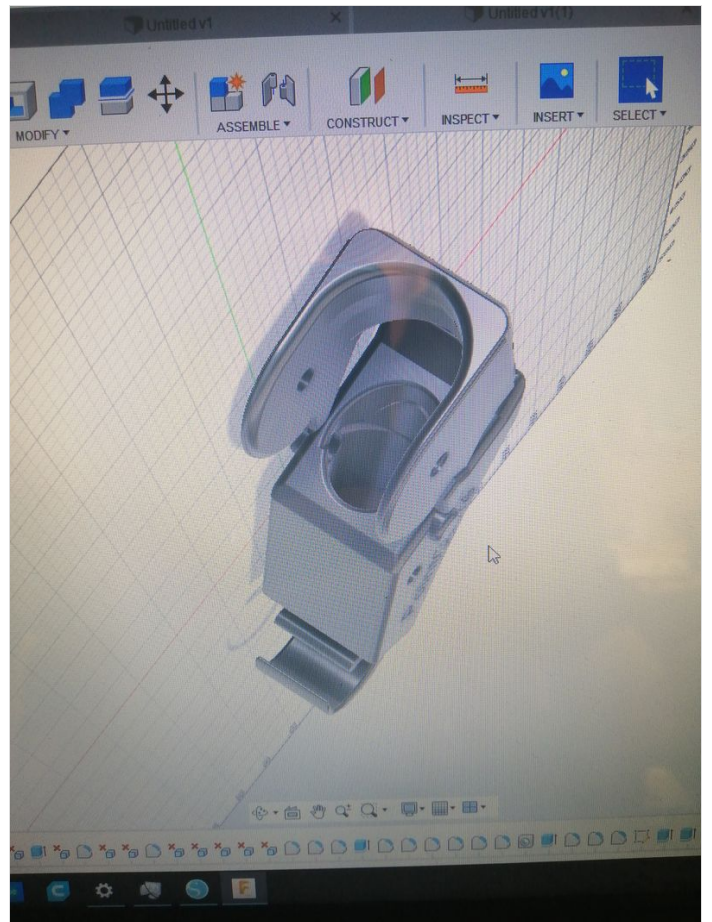 Untitled v1
Untitled v1(1)
MODIFY
ASSEMBLE
CONSTRUCT
INSPECT
INSERT
SELECT